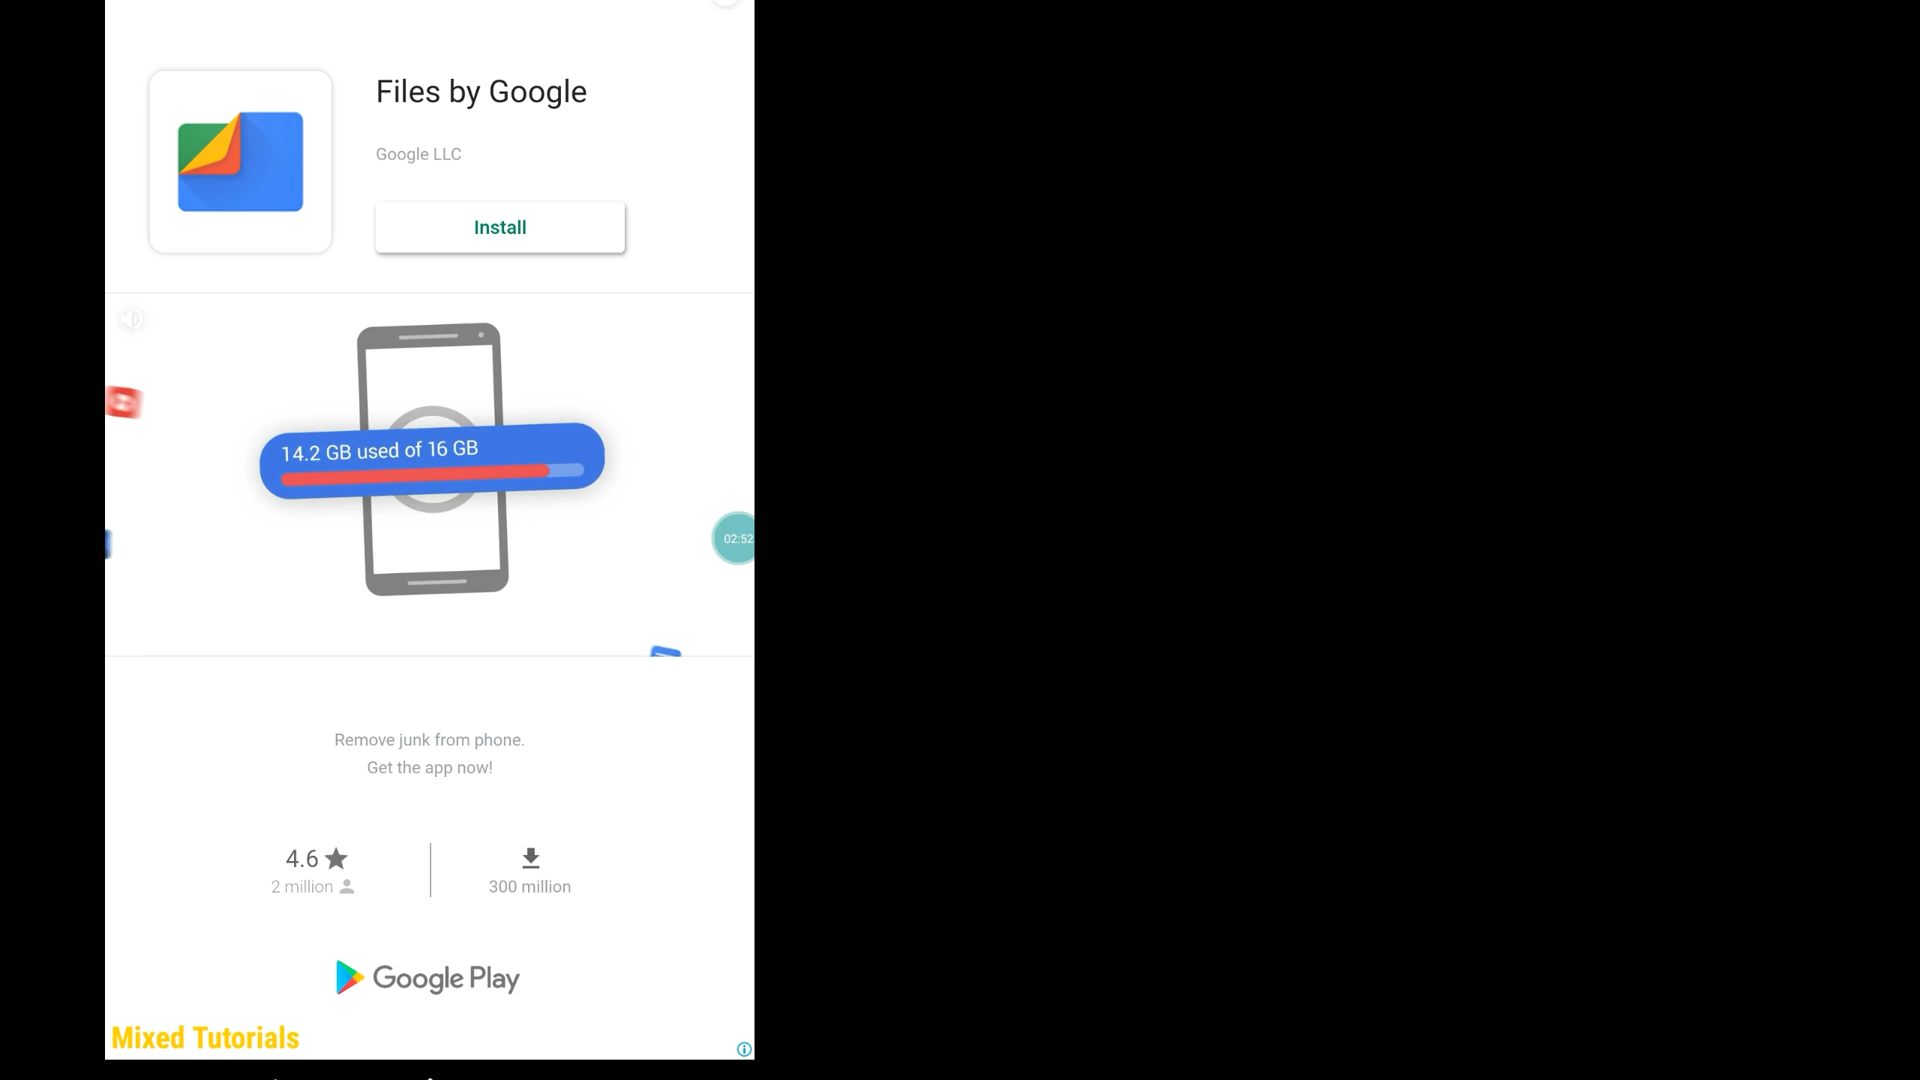 Files by Google
Google LLC
Install
14.2 GB used of 16 GB
02:52
Remove junk from phone.
Get the app now!
4.6
2 million
300 million
Google Play
Mixed Tutorials